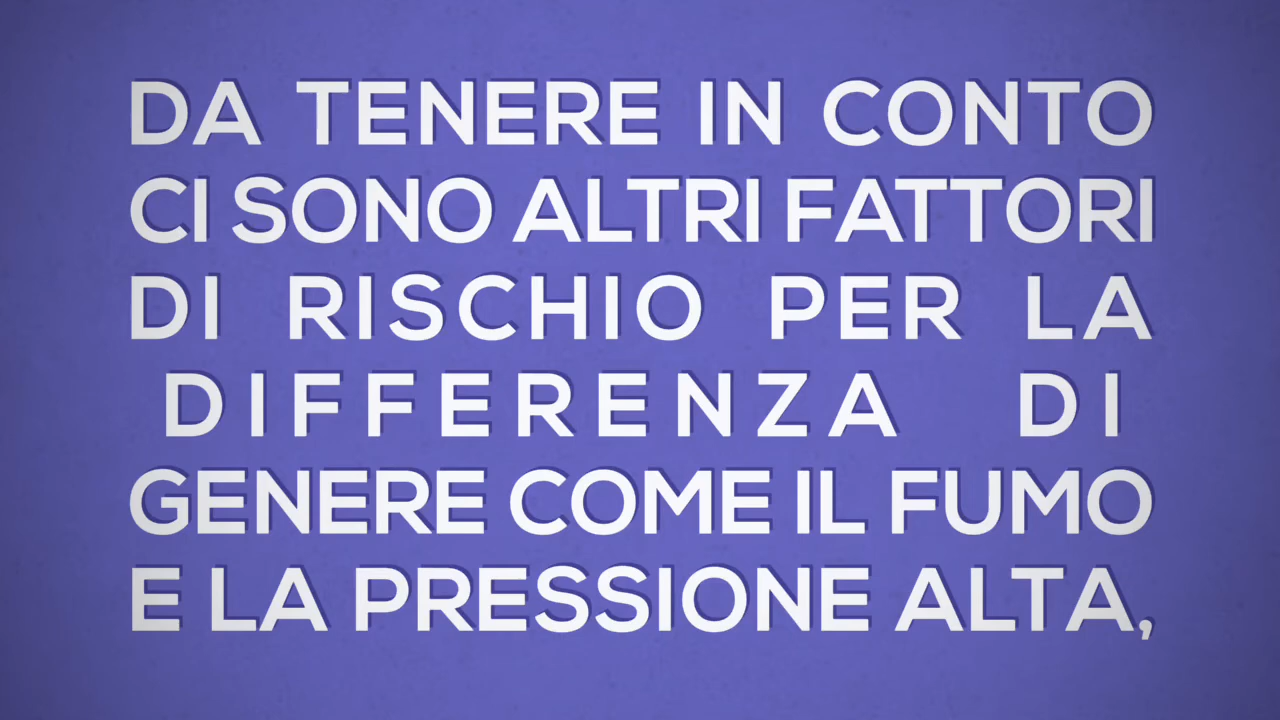 DA TENERE IN CONTO
CI SONO ALTRI FATTORI
DI RISCHIO PER LA
DIFFERENZA DI
GENERE COME IL FUMO
E LA PRESSIONE ALTA,